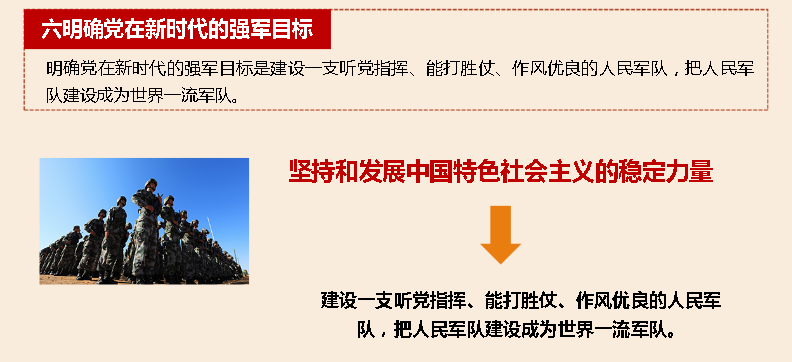 六明确党在新时代的强军目标
明确党在新时代的强军目标是建设一支听党指挥、能打胜仗、作风优良的人民军队，把人民军
队建设成为世界一流军队。
坚持和发展中国特色社会主义的稳定力量
建设一支听党指挥、能打胜仗、作风优良的人民军
队，把人民军队建设成为世界一流军队。